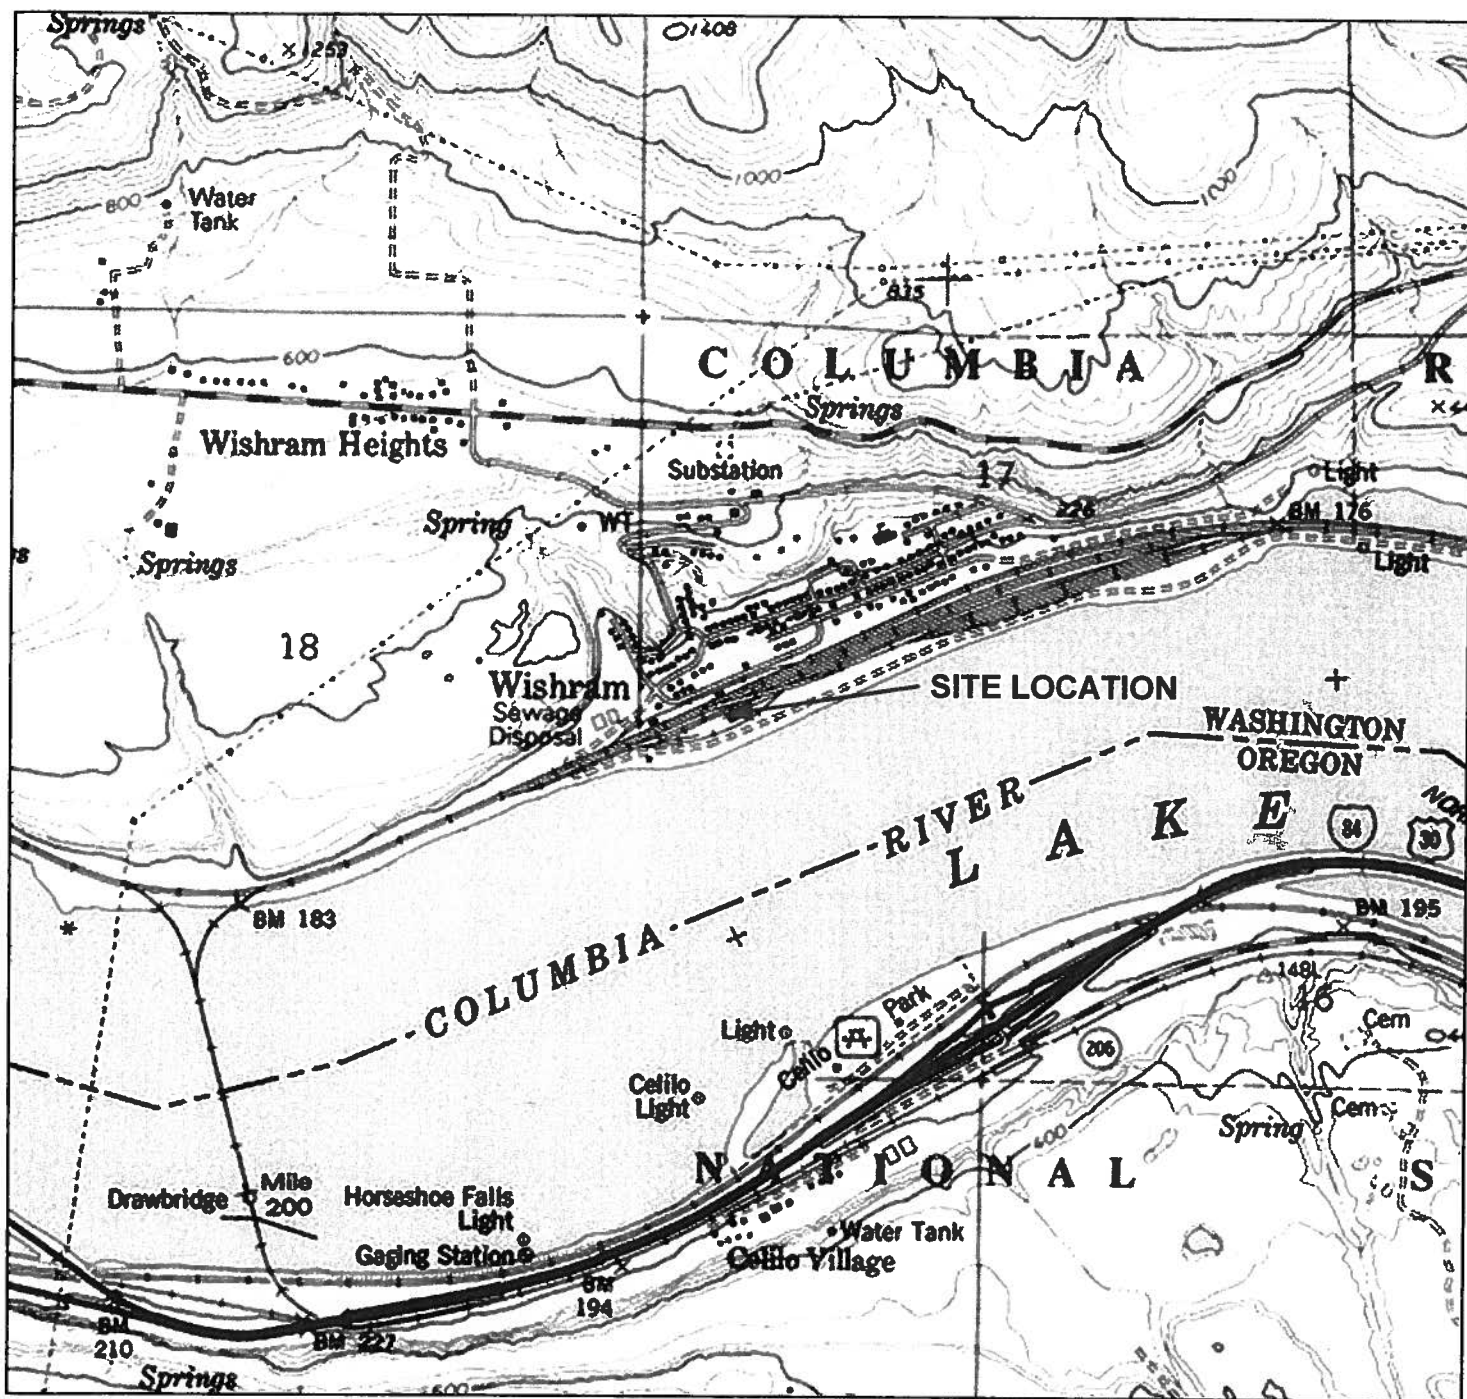 Springs
1253
1408
1000
1000
800
Water
Tank
835
600
COLUMBIA R
Springs
Wishram Heights
Substation
17
Light
Spring
WT
226
BM 176
Springs
Light
18
Wishram
Sewage
Disposal
SITE LOCATION
WASHINGTON
OREGON
COLUMBIA RIVER
LAKE
84
30
BM 183
BM 195
Park
Celilo
Light
206
1481
16
Cem
Celilo
Light
Cem
Spring
400
NATIONAL S
Drawbridge
Mile
200
Horseshoe Falls
Light
Gaging Station
Water Tank
Celilo Village
BM
194
BM
210
BM 227
Springs
600